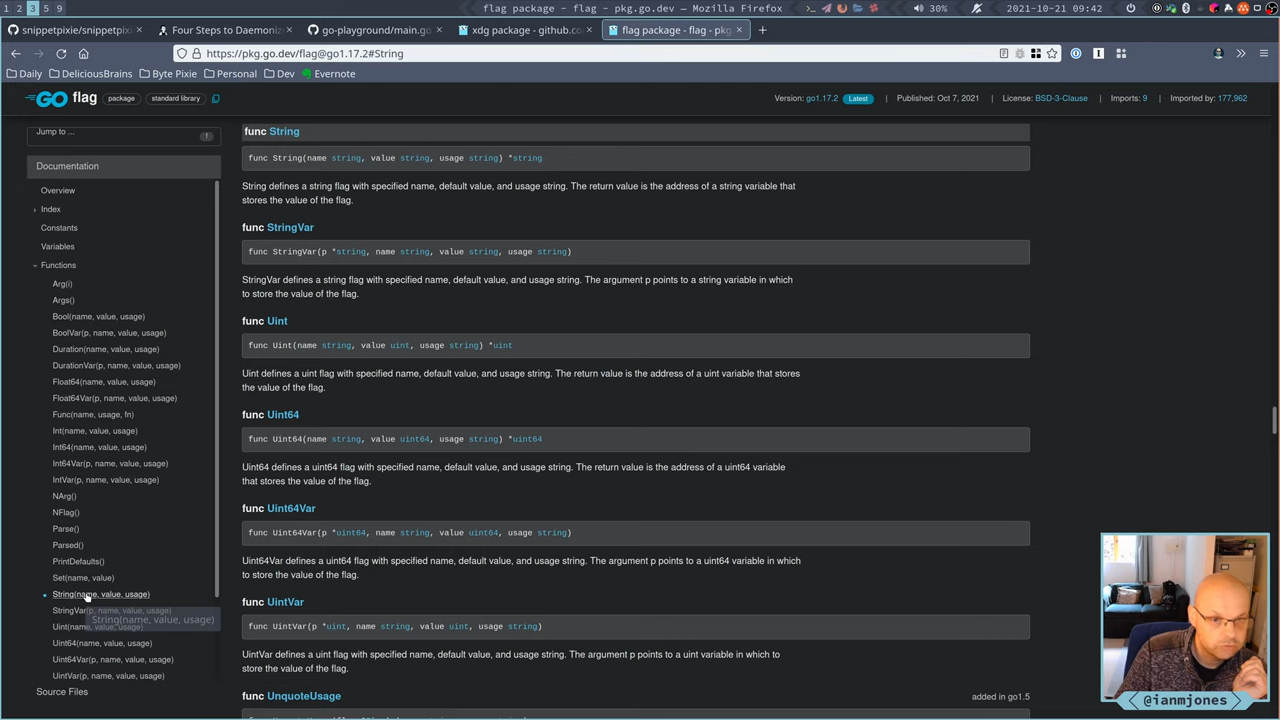 1 2 3 5 9
flag package - flag - pkg.go.dev — Mozilla Firefox
30%
2021-10-21 09:42
snippetpixie/snippetpixi
Four Steps to Daemoniz
go-playground/main.go
xdg package - github.co
flag package - flag - pkg
https://pkg.go.dev/flag@go1.17.2#String
Daily
DeliciousBrains
Byte Pixie
Personal
Dev
Evernote
GO flag package standard library
Version: go1.17.2 Latest
Published: Oct 7, 2021
License: BSD-3-Clause
Imports: 9
Imported by: 177,962
Jump to ...
Documentation
Overview
Index
Constants
Variables
Functions
Arg(i)
Args()
Bool(name, value, usage)
BoolVar(p, name, value, usage)
Duration(name, value, usage)
DurationVar(p, name, value, usage)
Float64(name, value, usage)
Float64Var(p, name, value, usage)
Func(name, usage, fn)
Int(name, value, usage)
Int64(name, value, usage)
Int64Var(p, name, value, usage)
IntVar(p, name, value, usage)
NArg()
NFlag()
Parse()
Parsed()
PrintDefaults()
Set(name, value)
String(name, value, usage)
StringVar(p, name, value, usage)
String(name, value, usage)
Uint(name, value, usage)
Uint64(name, value, usage)
Uint64Var(p, name, value, usage)
UintVar(p, name, value, usage)
Source Files
func String
func String(name string, value string, usage string) *string
String defines a string flag with specified name, default value, and usage string. The return value is the address of a string variable that
stores the value of the flag.
func StringVar
func StringVar(p *string, name string, value string, usage string)
StringVar defines a string flag with specified name, default value, and usage string. The argument p points to a string variable in which
to store the value of the flag.
func Uint
func Uint(name string, value uint, usage string) *uint
Uint defines a uint flag with specified name, default value, and usage string. The return value is the address of a uint variable that stores
the value of the flag.
func Uint64
func Uint64(name string, value uint64, usage string) *uint64
Uint64 defines a uint64 flag with specified name, default value, and usage string. The return value is the address of a uint64 variable
that stores the value of the flag.
func Uint64Var
func Uint64Var(p *uint64, name string, value uint64, usage string)
Uint64Var defines a uint64 flag with specified name, default value, and usage string. The argument p points to a uint64 variable in which
to store the value of the flag.
func UintVar
func UintVar(p *uint, name string, value uint, usage string)
UintVar defines a uint flag with specified name, default value, and usage string. The argument p points to a uint variable in which to
store the value of the flag.
func UnquoteUsage
added in go1.5
@ianmjones